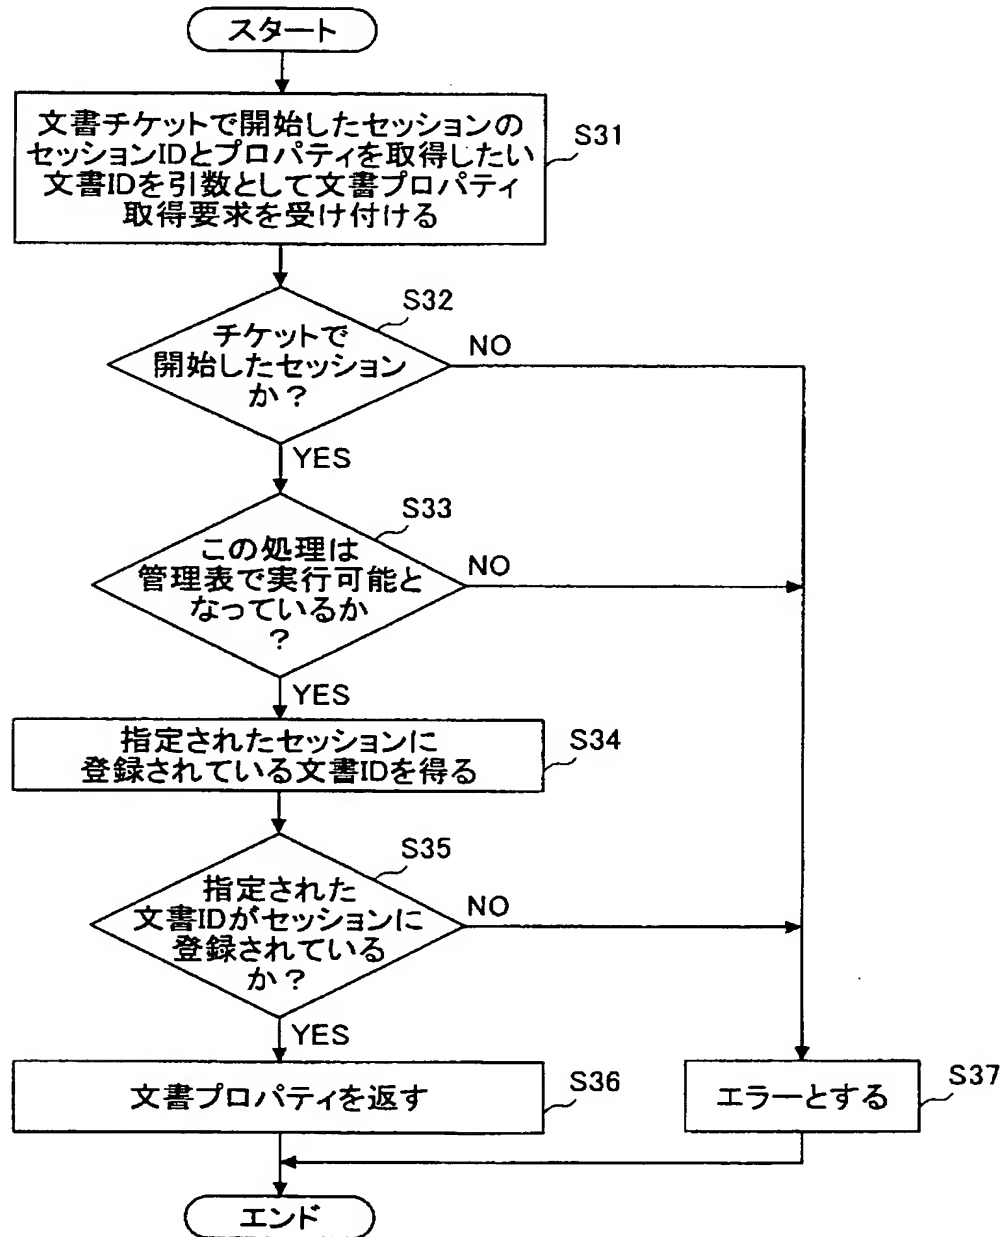 スタート
文書チケットで開始したセッションの
セッションIDとプロパティを取得したい
文書IDを引数として文書プロパティ
取得要求を受け付ける
S31
S32
チケットで
開始したセッション
か?
NO
YES
S33
この処理は
管理表で実行可能と
なっているか
?
NO
YES
指定されたセッションに
登録されている文書IDを得る
S34
S35
指定された
文書IDがセッションに
登録されている
か?
NO
YES
文書プロパティを返す
S36
エラーとする
S37
エンド